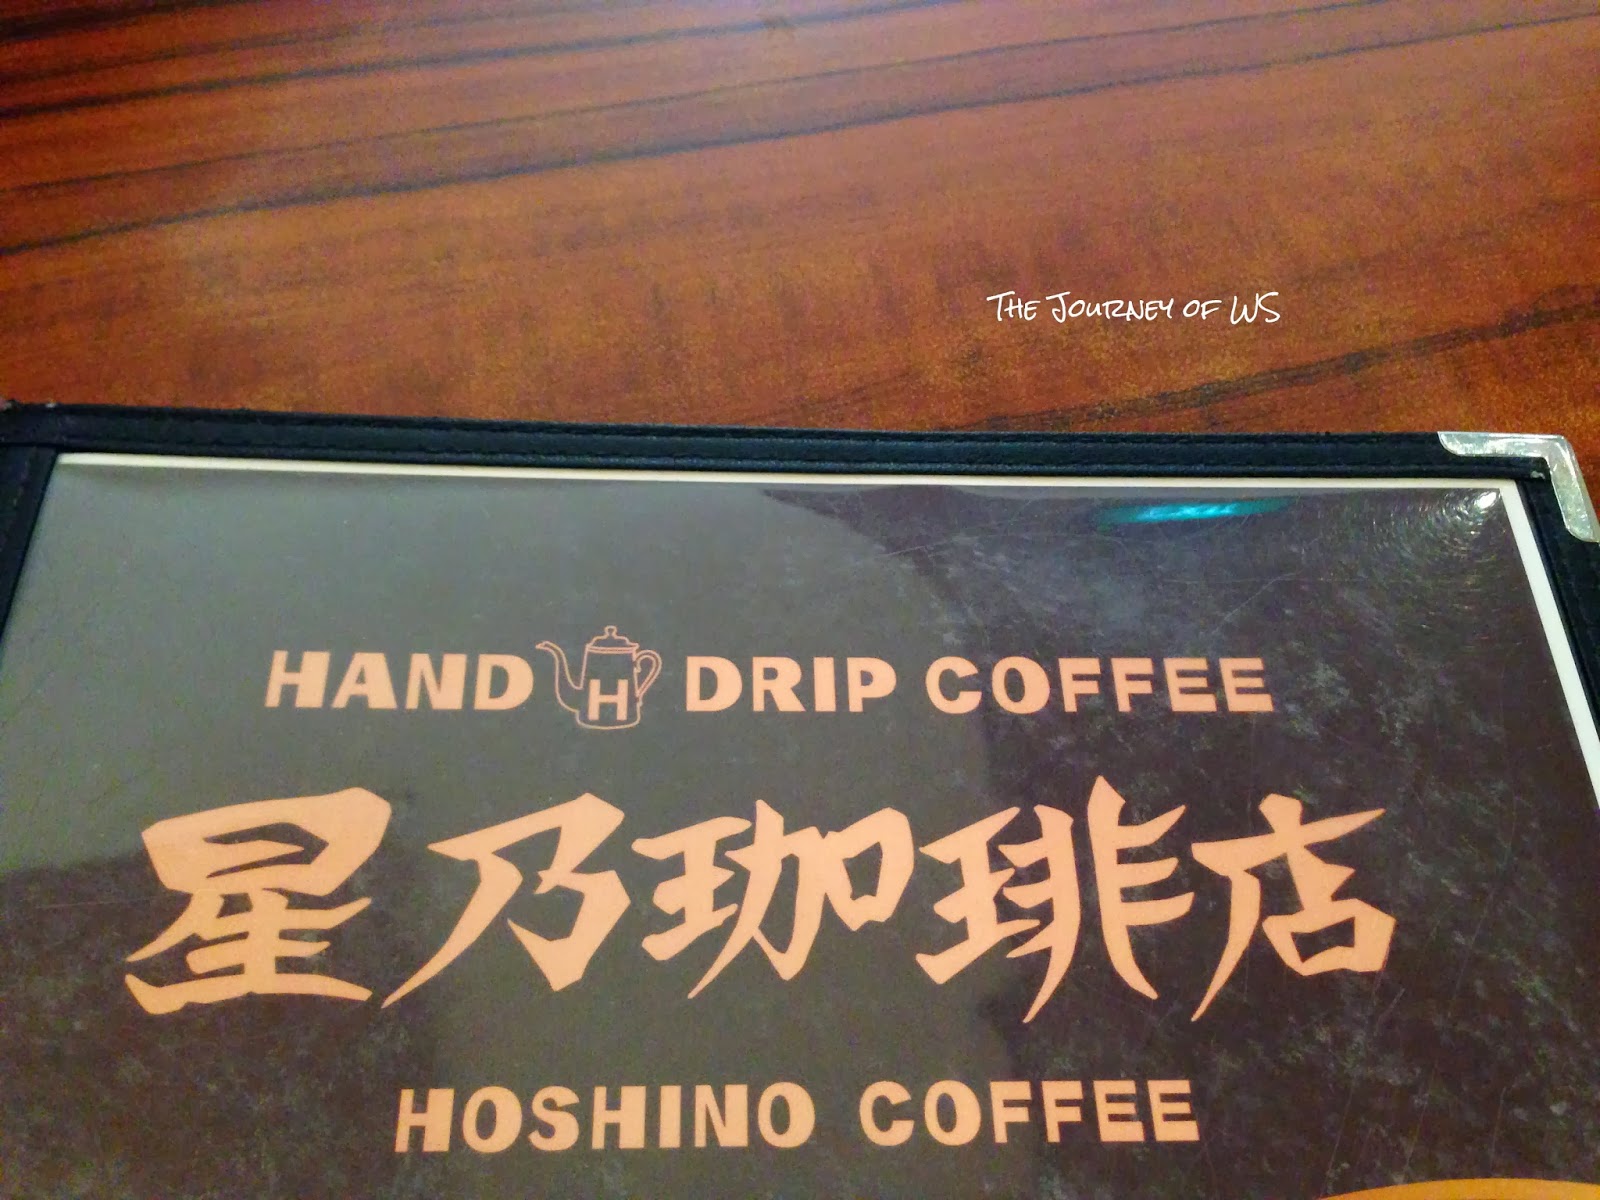 The Journey of WS
HAND H DRIP COFFEE
星乃珈琲店
HOSHINO COFFEE